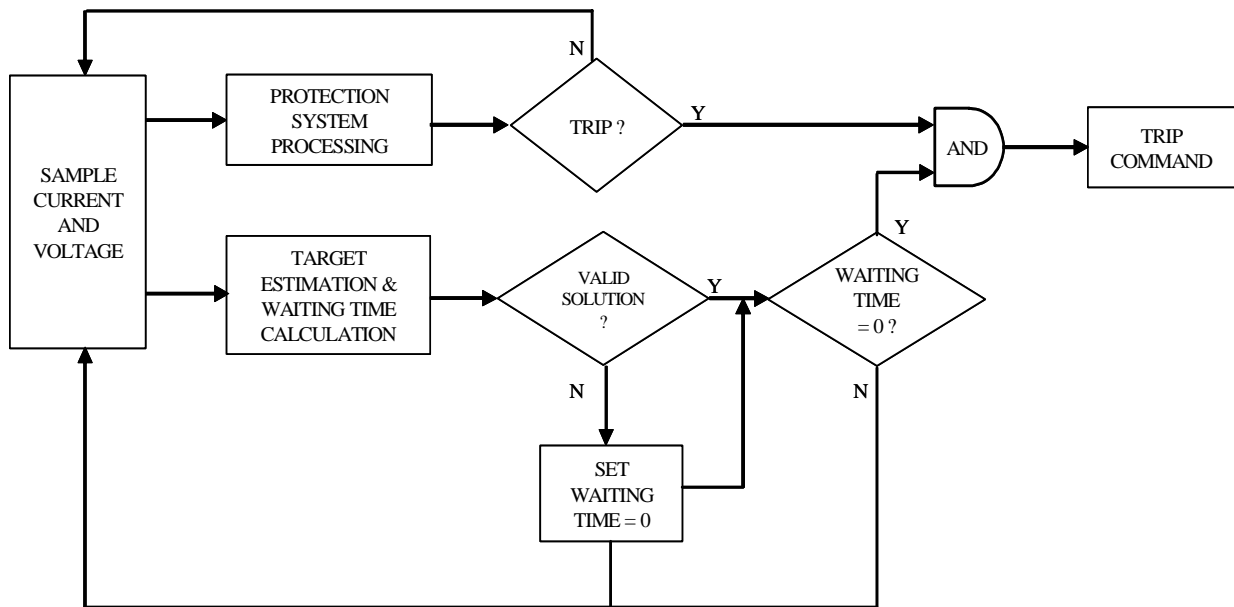 N
PROTECTION
SYSTEM
PROCESSING
TRIP ?
Y
AND
TRIP
COMMAND
SAMPLE
CURRENT
AND
VOLTAGE
TARGET
ESTIMATION &
WAITING TIME
CALCULATION
VALID
SOLUTION
?
Y
WAITING
TIME
= 0 ?
Y
N
N
SET
WAITING
TIME = 0